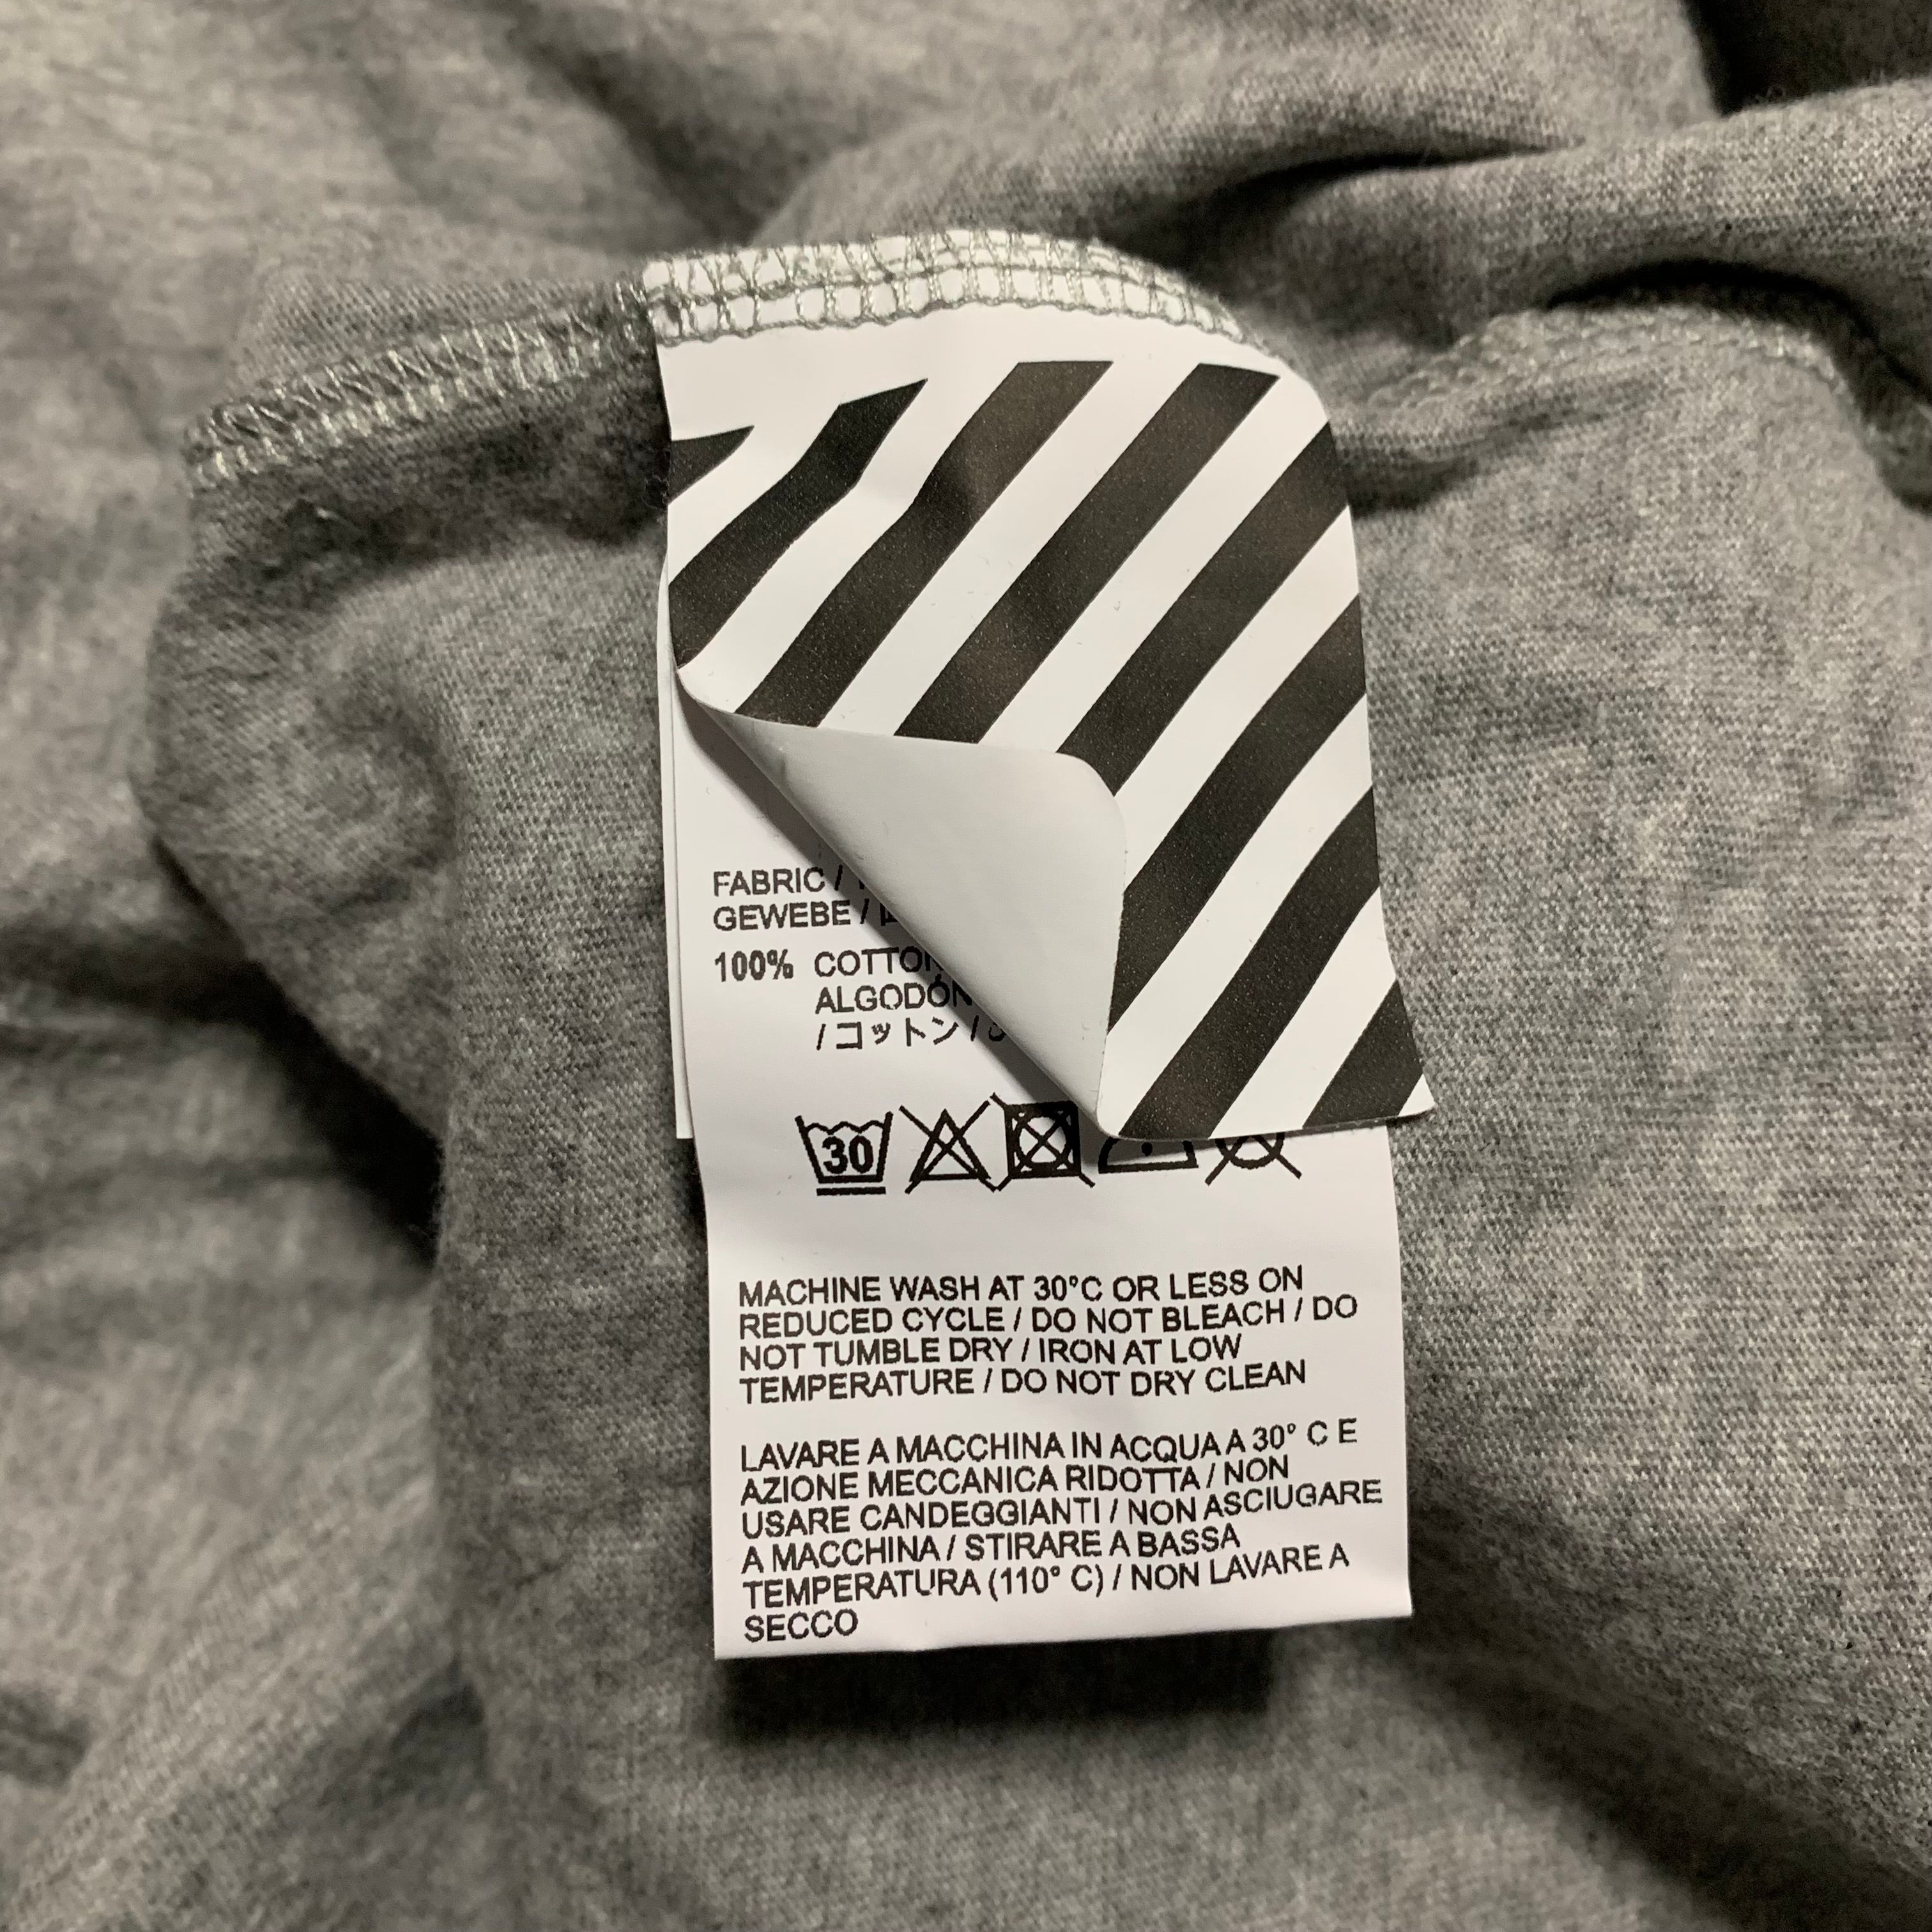 FABRIC /
GEWEBE /
100% COTTON
ALGODÓN
/ コットン /
30
MACHINE WASH AT 30°C OR LESS ON
REDUCED CYCLE / DO NOT BLEACH / DO
NOT TUMBLE DRY / IRON AT LOW
TEMPERATURE / DO NOT DRY CLEAN
LAVARE A MACCHINA IN ACQUA A 30° C E
AZIONE MECCANICA RIDOTTA / NON
USARE CANDEGGIANTI / NON ASCIUGARE
A MACCHINA / STIRARE A BASSA
TEMPERATURA (110° C) / NON LAVARE A
SECCO